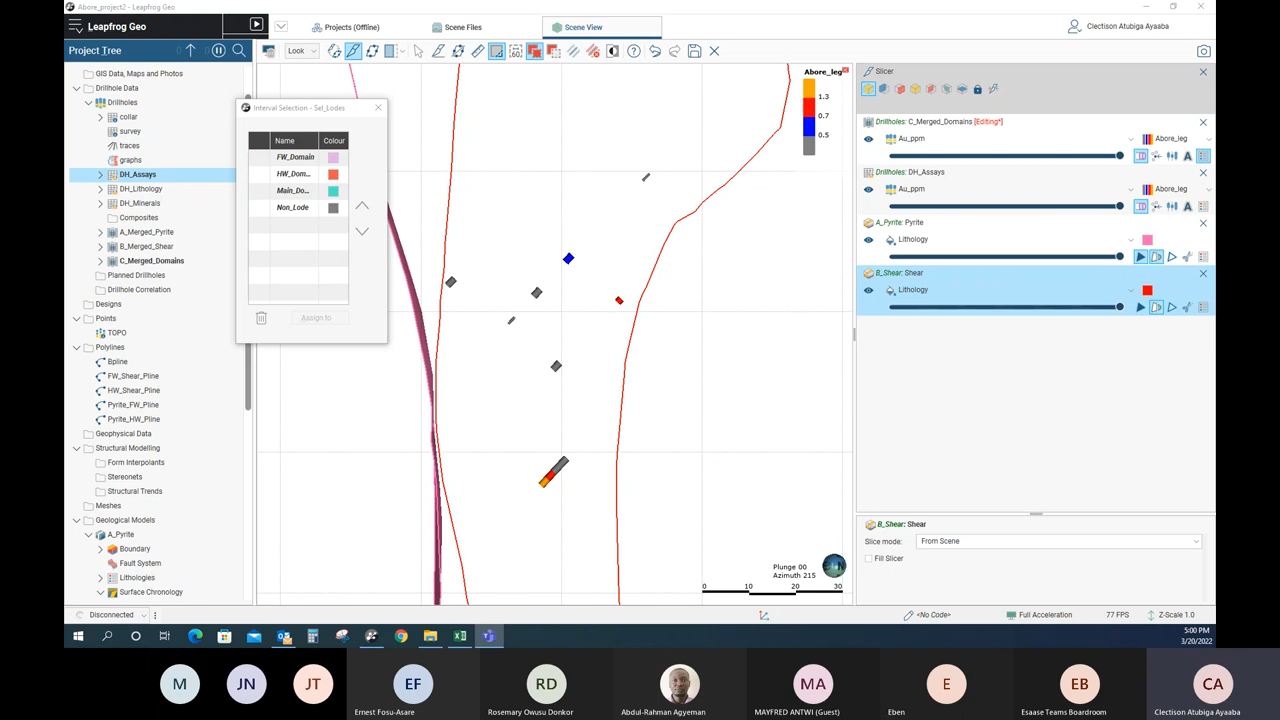 Abore_project2 - Leapfrog Geo
Leapfrog Geo
Projects (Offline)
Scene Files
Scene View
Clectison Atubiga Ayaaba
Project Tree
Look
GIS Data, Maps and Photos
Drillhole Data
Drillholes
collar
survey
traces
graphs
DH_Assays
DH_Lithology
DH_Minerals
Composites
A_Merged_Pyrite
B_Merged_Shear
C_Merged_Domains
Planned Drillholes
Drillhole Correlation
Designs
Points
TOPO
Polylines
Bpline
FW_Shear_Pline
HW_Shear_Pline
Pyrite_FW_Pline
Pyrite_HW_Pline
Geophysical Data
Structural Modelling
Form Interpolants
Stereonets
Structural Trends
Meshes
Geological Models
A_Pyrite
Boundary
Fault System
Lithologies
Surface Chronology
Interval Selection - Sel_Lodes
Name
Colour
FW_Domain
HW_Dom...
Main_Do...
Non_Lode
Assign to
Abore_leg
1.3
0.7
0.5
Plunge 00
Azimuth 215
0
10
20
30
Slicer
Drillholes: C_Merged_Domains [Editing*]
Au_ppm
Abore_leg
Drillholes: DH_Assays
Au_ppm
Abore_leg
A_Pyrite: Pyrite
Lithology
B_Shear: Shear
Lithology
B_Shear: Shear
Slice mode:
From Scene
Fill Slicer
Disconnected
<No Code>
Full Acceleration
77 FPS
Z-Scale 1.0
5:00 PM
3/20/2022
M
JN
JT
EF
Ernest Fosu-Asare
RD
Rosemary Owusu Donkor
Abdul-Rahman Agyeman
MA
MAYFRED ANTWI (Guest)
E
Eben
EB
Esaase Teams Boardroom
CA
Clectison Atubiga Ayaaba